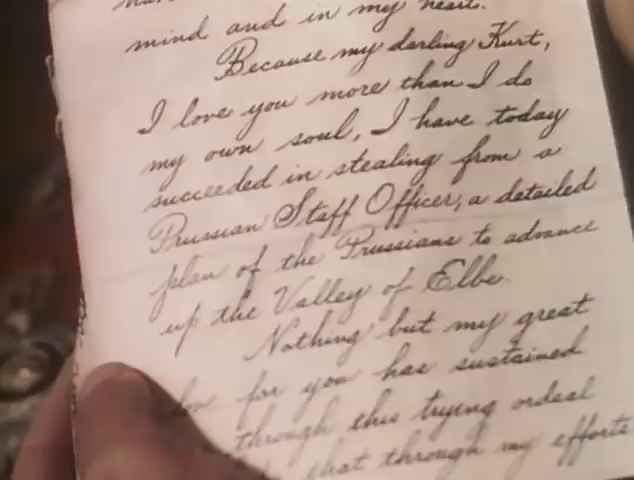 mind and in my heart.
Because my darling Kurt,
I love you more than I do
my own soul, I have today
succeeded in stealing from a
Prussian Staff Officer, a detailed
plan of the Prussians to advance
up the Valley of Elbe.
Nothing but my great
love for you has sustained
through this trying ordeal
that through my efforts